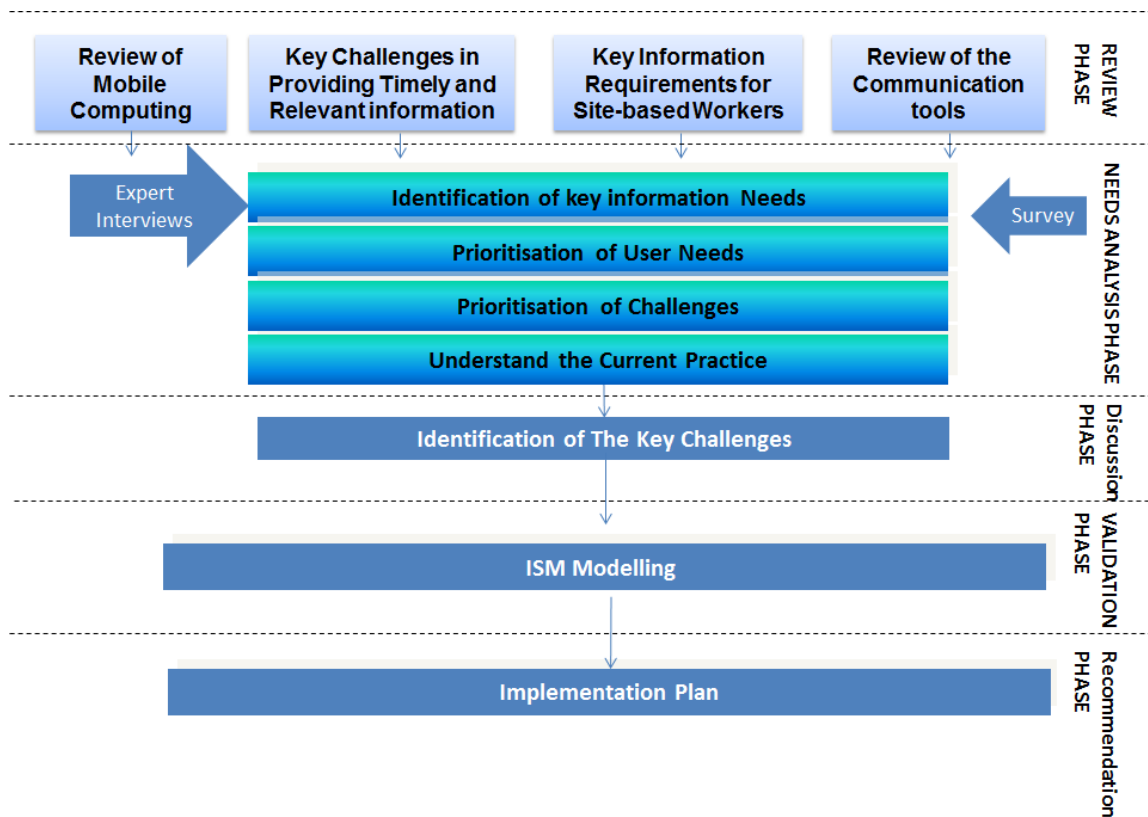 Review of
Mobile
Computing
Key Challenges in
Providing Timely and
Relevant information
Key Information
Requirements for
Site-based Workers
Review of the
Communication
tools
REVIEW
PHASE
Expert
Interviews
Identification of key information Needs
Prioritisation of User Needs
Prioritisation of Challenges
Understand the Current Practice
Survey
NEEDS ANALYSIS PHASE
Identification of The Key Challenges
Discussion
PHASE
ISM Modelling
VALIDATION
PHASE
Implementation Plan
Recommendation
PHASE